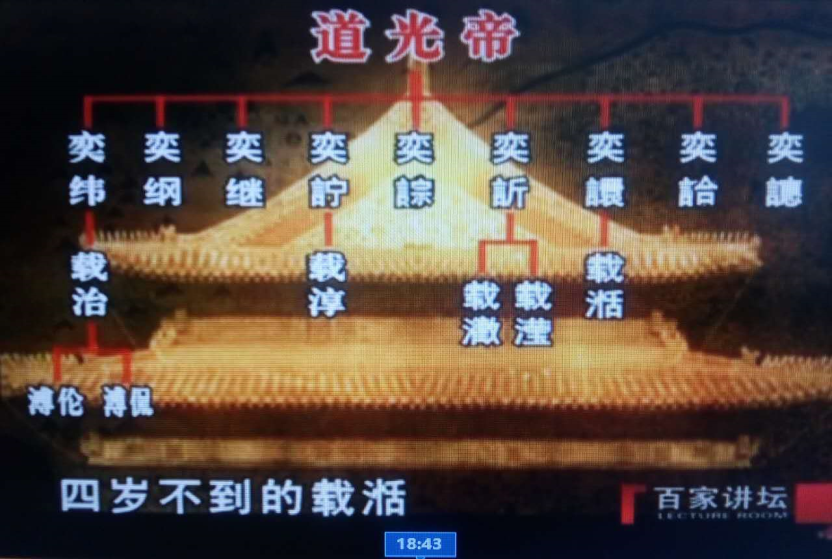 道光帝
奕纬 奕纲 奕继 奕詝 奕誴 奕訢 奕譞 奕詥 奕譓
载治 载淳 载澂 载滢 载湉
溥伦 溥侃
四岁不到的载湉
百家讲坛
LECTURE ROOM
18:43